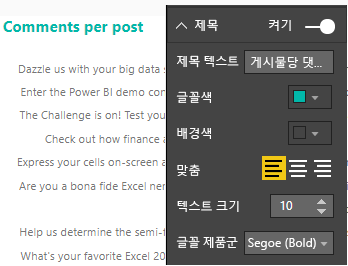 Comments per post
Dazzle us with your big data s
Enter the Power BI demo con
The Challenge is on! Test you
Check out how finance a
Express your cells on-screen a
Are you a bona fide Excel ner
Help us determine the semi-f
What's your favorite Excel 20
제목 켜기
제목 텍스트 게시물당 댓...
글꼴색
배경색
맞춤
텍스트 크기 10
글꼴 제품군 Segoe (Bold)